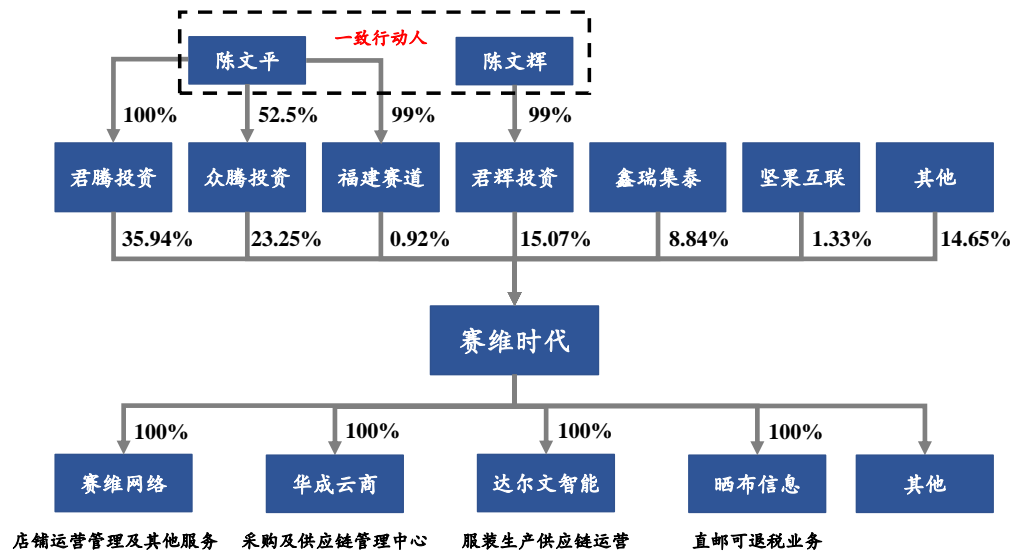 一致行动人
陈文平
陈文辉
100%
52.5%
99%
99%
君腾投资
众腾投资
福建赛道
君辉投资
鑫瑞集泰
坚果互联
其他
35.94%
23.25%
0.92%
15.07%
8.84%
1.33%
14.65%
赛维时代
100%
100%
100%
100%
赛维网络
华成云商
达尔文智能
晒布信息
其他
店铺运营管理及其他服务
采购及供应链管理中心
服装生产供应链运营
直邮可退税业务